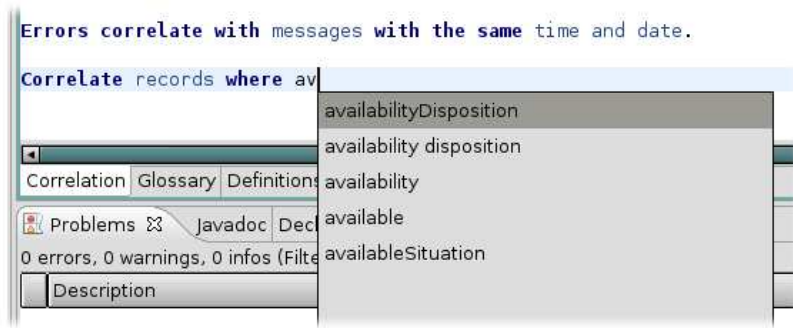 Errors correlate with messages with the same time and date.
Correlate records where av
availabilityDisposition
availability disposition
availability
available
availableSituation
Correlation Glossary Definitions
Problems Javadoc Decl
0 errors, 0 warnings, 0 infos (Filte
Description